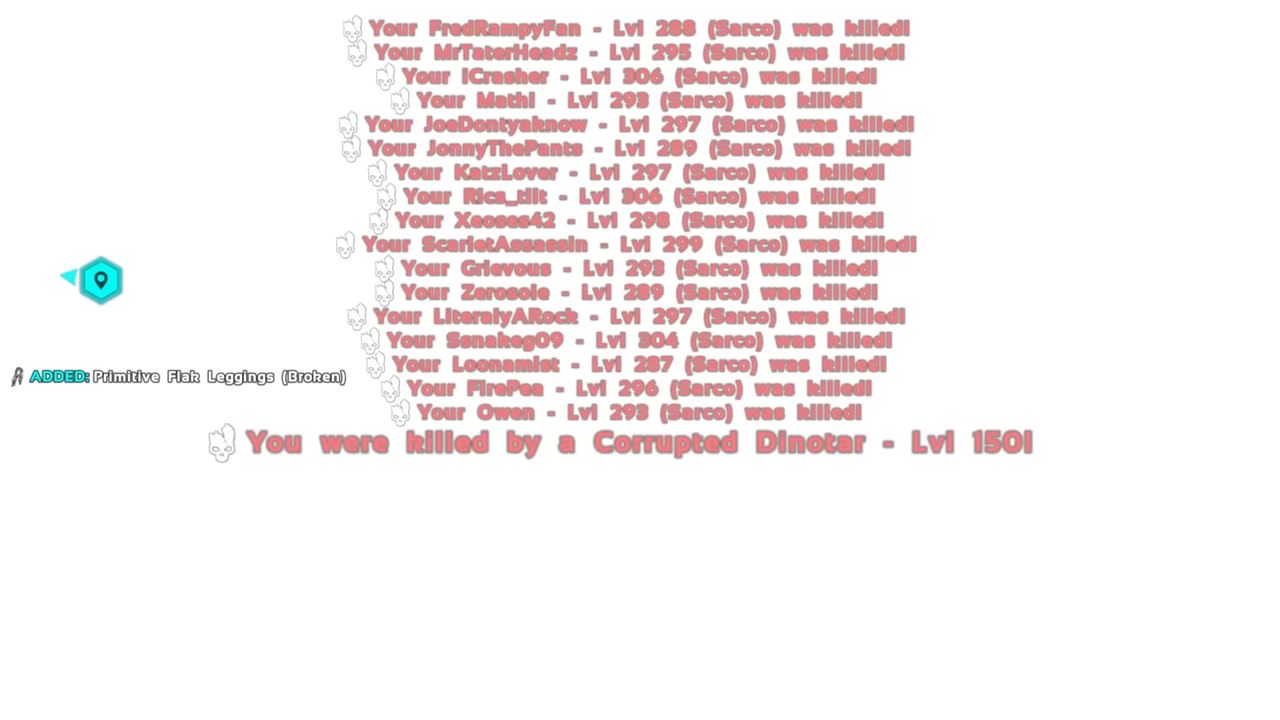 Your FredRampyFan - Lvl 288 (Sarco) was killed!
Your MrTaterHeadz - Lvl 295 (Sarco) was killed!
Your iCrasher - Lvl 306 (Sarco) was killed!
Your Mathi - Lvl 293 (Sarco) was killed!
Your JoeDontyaknow - Lvl 297 (Sarco) was killed!
Your JonnyThePants - Lvl 289 (Sarco) was killed!
Your KatzLover - Lvl 297 (Sarco) was killed!
Your Rics_tilt - Lvl 306 (Sarco) was killed!
Your Xeoses42 - Lvl 298 (Sarco) was killed!
Your ScarletAssassin - Lvl 299 (Sarco) was killed!
Your Grievous - Lvl 293 (Sarco) was killed!
Your Zerosole - Lvl 289 (Sarco) was killed!
Your LiteralyARock - Lvl 297 (Sarco) was killed!
Your Ssnakeg09 - Lvl 304 (Sarco) was killed!
Your Loonamist - Lvl 287 (Sarco) was killed!
ADDED: Primitive Flak Leggings (Broken)
Your FirePea - Lvl 296 (Sarco) was killed!
Your Owen - Lvl 293 (Sarco) was killed!
You were killed by a Corrupted Dinotar - Lvl 150!